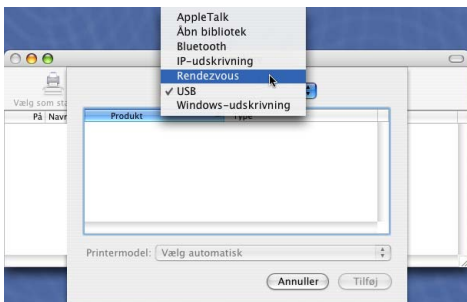 AppleTalk
Åbn bibliotek
Bluetooth
IP-udskrivning
Rendezvous
✓ USB
Windows-udskrivning
Vælg som sta
På Navr
Produkt Type
Printermodel: Vælg automatisk
Annuller Tilføj